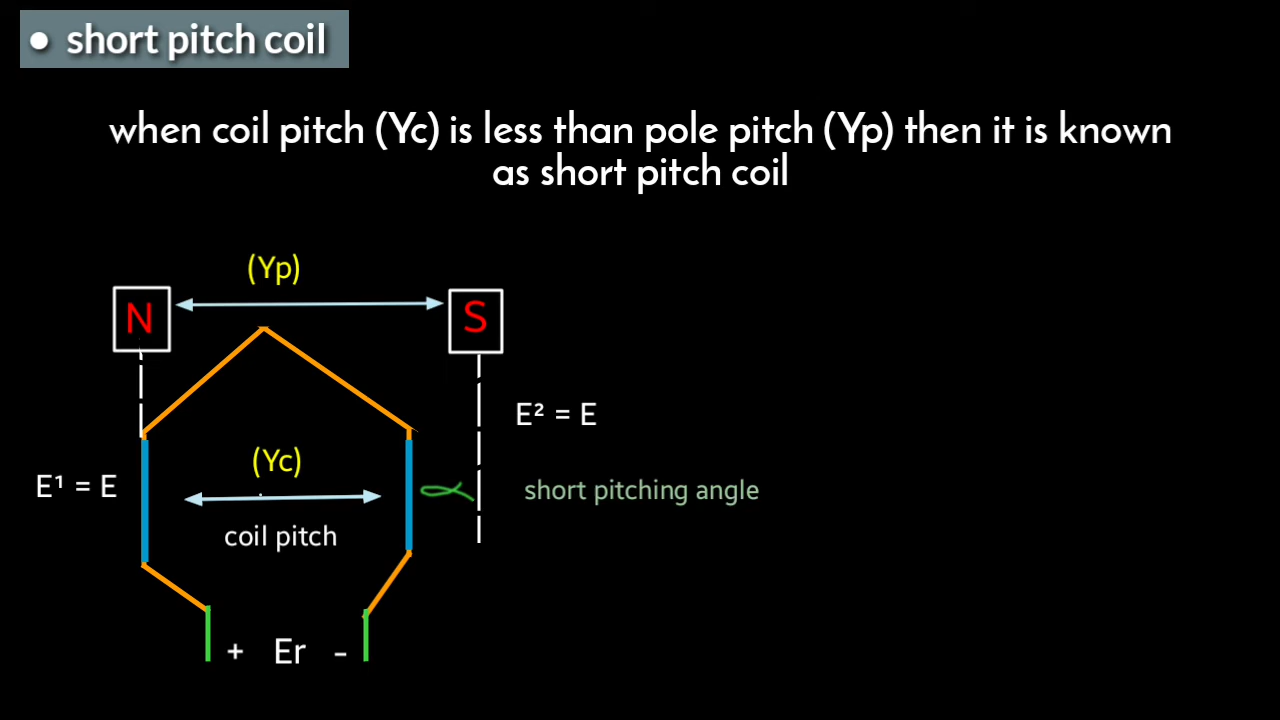 • short pitch coil
when coil pitch (Yc) is less than pole pitch (Yp) then it is known
as short pitch coil
(Yp)
N
S
E² = E
(Yc)
E¹ = E
α
short pitching angle
coil pitch
+ Er -